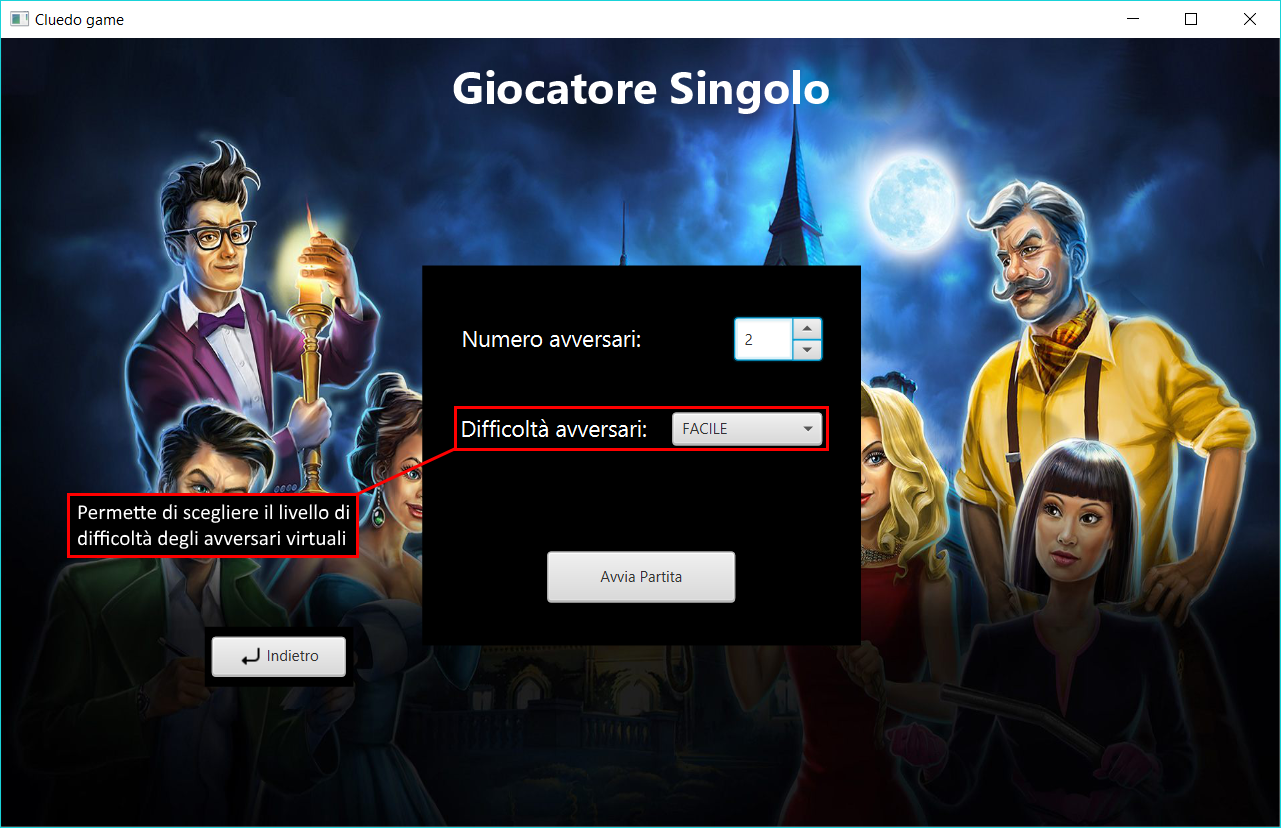 Cluedo game
Giocatore Singolo
Numero avversari:
2
Difficoltà avversari:
FACILE
Permette di scegliere il livello di
difficoltà degli avversari virtuali
Avvia Partita
Indietro